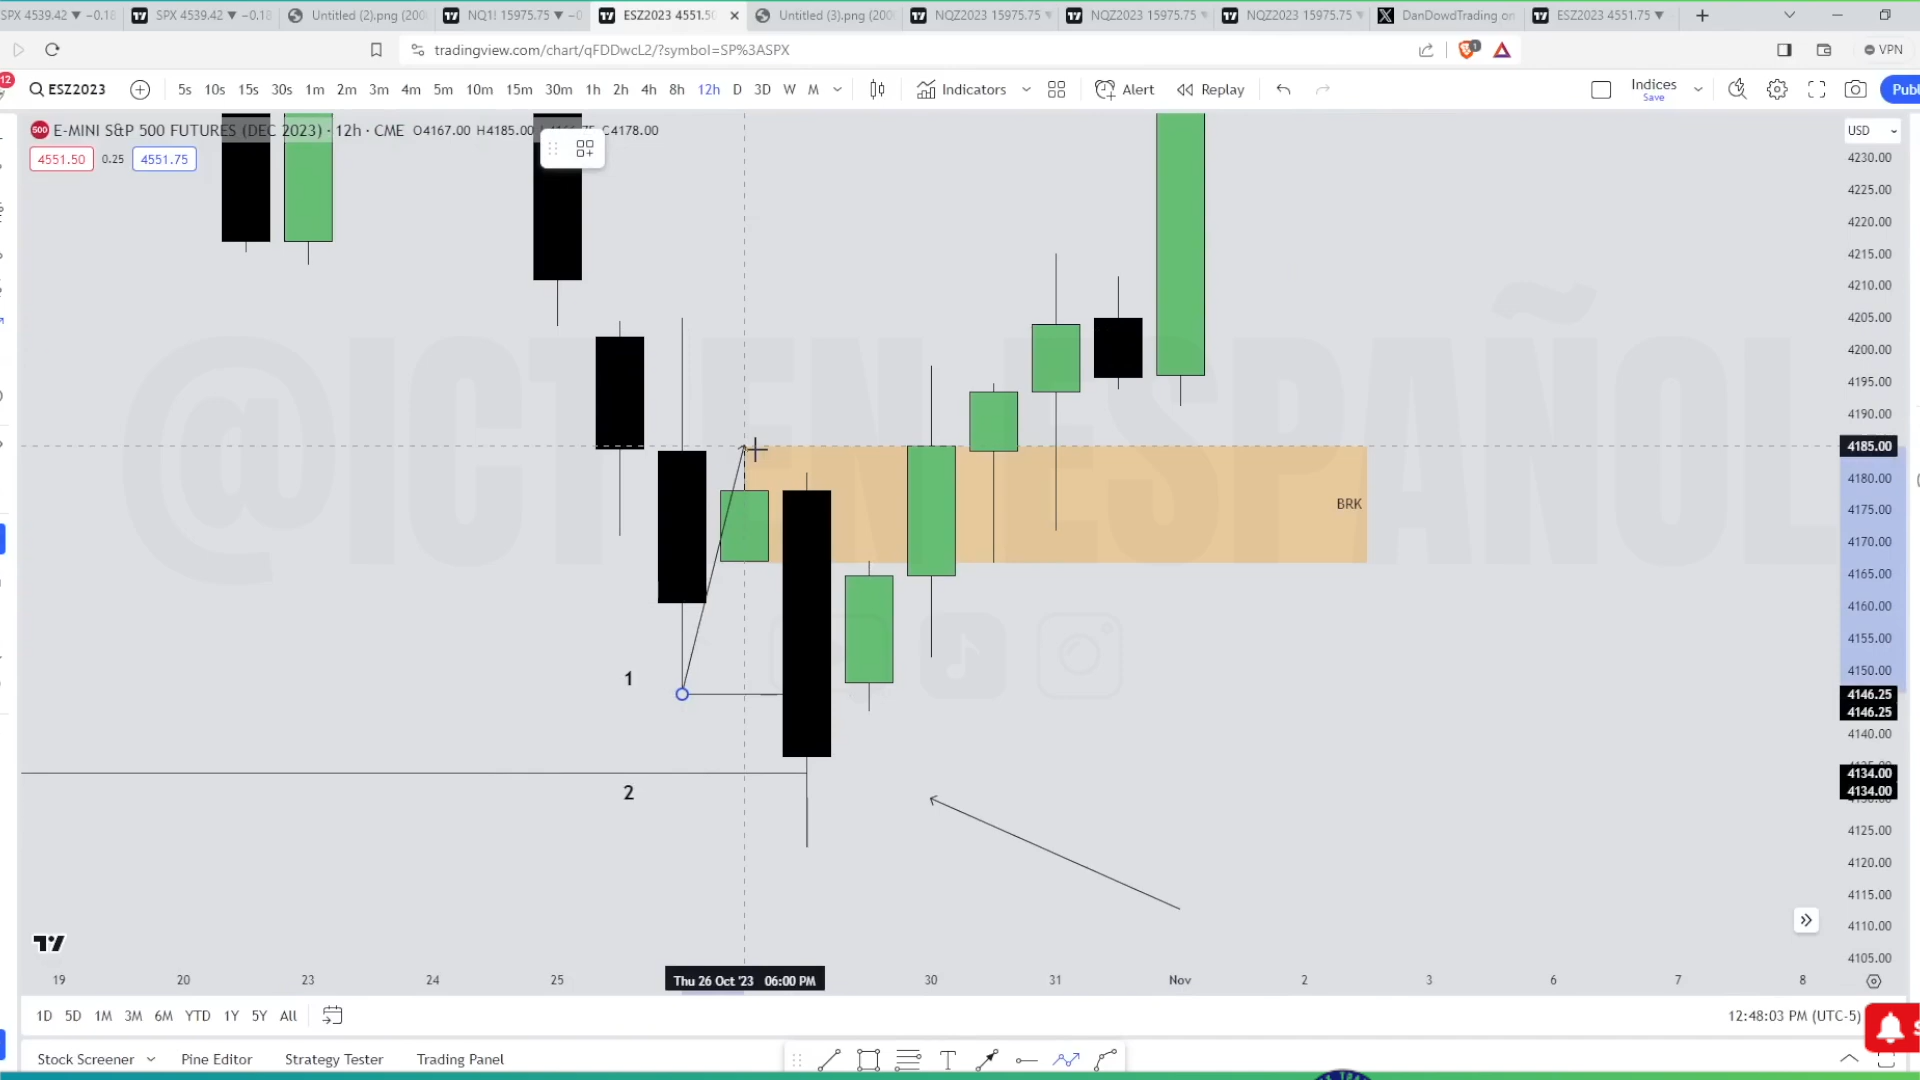 SPX 4539.42 ▼ −0.18
SPX 4539.42 ▼ −0.18
Untitled (2).png (200
NQ1! 15975.75 ▼ −0
ESZ2023 4551.50
Untitled (3).png (200
NQZ2023 15975.75 ▼
NQZ2023 15975.75 ▼
NQZ2023 15975.75 ▼
DanDowdTrading on
ESZ2023 4551.75 ▼
tradingview.com/chart/qFDDwcL2/?symbol=SP%3ASPX
1
VPN
12
ESZ2023
5s 10s 15s 30s 1m 2m 3m 4m 5m 10m 15m 30m 1h 2h 4h 8h 12h D 3D W M
Indicators
Alert
Replay
Indices
Save
Publ
500 E-MINI S&P 500 FUTURES (DEC 2023) · 12h · CME O4167.00 H4185.00 C4178.00
4551.50 0.25 4551.75
USD
4230.00
4225.00
4220.00
4215.00
4210.00
4205.00
4200.00
4195.00
4190.00
4185.00
4180.00
4175.00
4170.00
4165.00
4160.00
4155.00
4150.00
4146.25
4146.25
4140.00
4134.00
4134.00
4125.00
4120.00
4115.00
4110.00
4105.00
@ICT EN ESPAÑOL
BRK
1
2
19 20 23 24 25 Thu 26 Oct '23 06:00 PM 30 31 Nov 2 3 6 7 8
1D 5D 1M 3M 6M YTD 1Y 5Y All
12:48:03 PM (UTC-5)
Stock Screener Pine Editor Strategy Tester Trading Panel